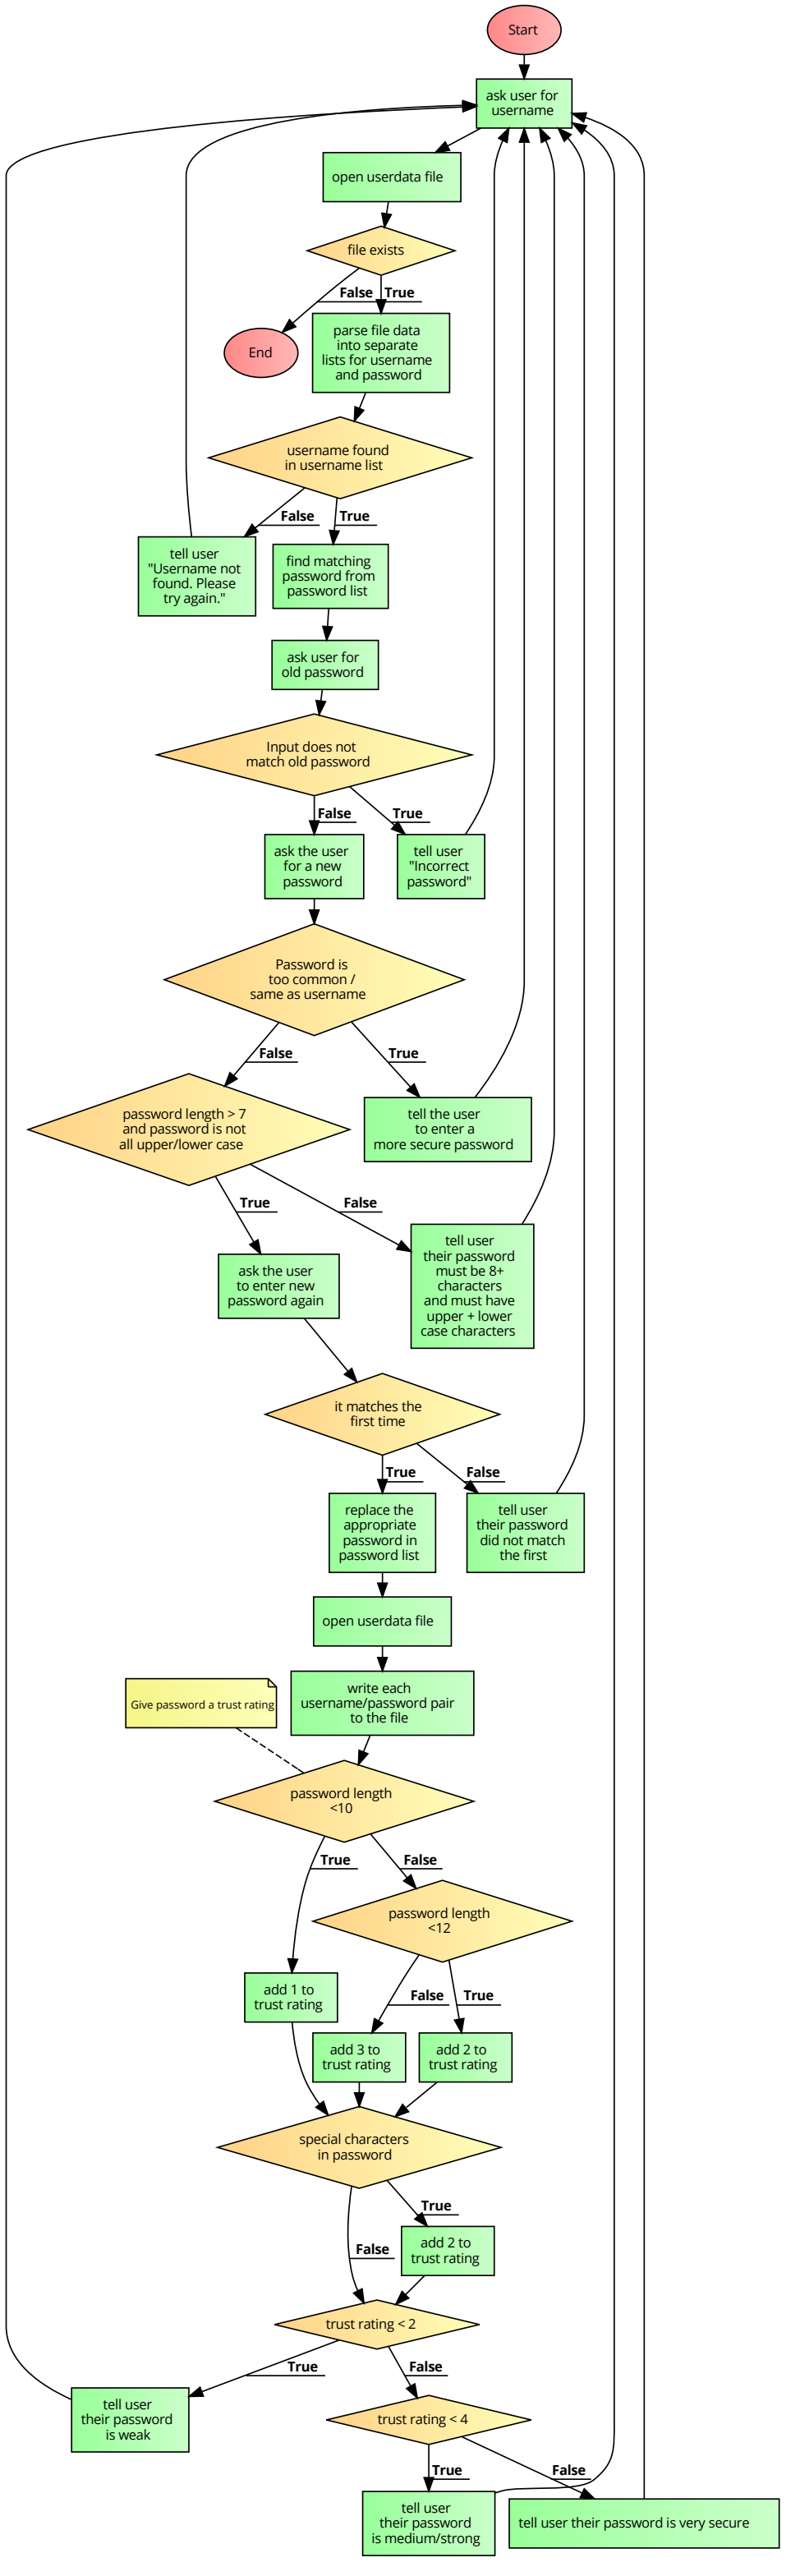 Start
ask user for
username
open userdata file
file exists
False
True
End
parse file data
into separate
lists for username
and password
username found
in username list
False
True
tell user
"Username not
found. Please
try again."
find matching
password from
password list
ask user for
old password
Input does not
match old password
False
True
ask the user
for a new
password
tell user
"Incorrect
password"
Password is
too common /
same as username
False
True
password length > 7
and password is not
all upper/lower case
tell the user
to enter a
more secure password
True
False
ask the user
to enter new
password again
tell user
their password
must be 8+
characters
and must have
upper + lower
case characters
it matches the
first time
True
False
replace the
appropriate
password in
password list
tell user
their password
did not match
the first
open userdata file
write each
username/password pair
to the file
Give password a trust rating
password length
<10
True
False
password length
<12
add 1 to
trust rating
False
True
add 3 to
trust rating
add 2 to
trust rating
special characters
in password
True
False
add 2 to
trust rating
trust rating < 2
True
False
tell user
their password
is weak
trust rating < 4
True
False
tell user
their password
is medium/strong
tell user their password is very secure